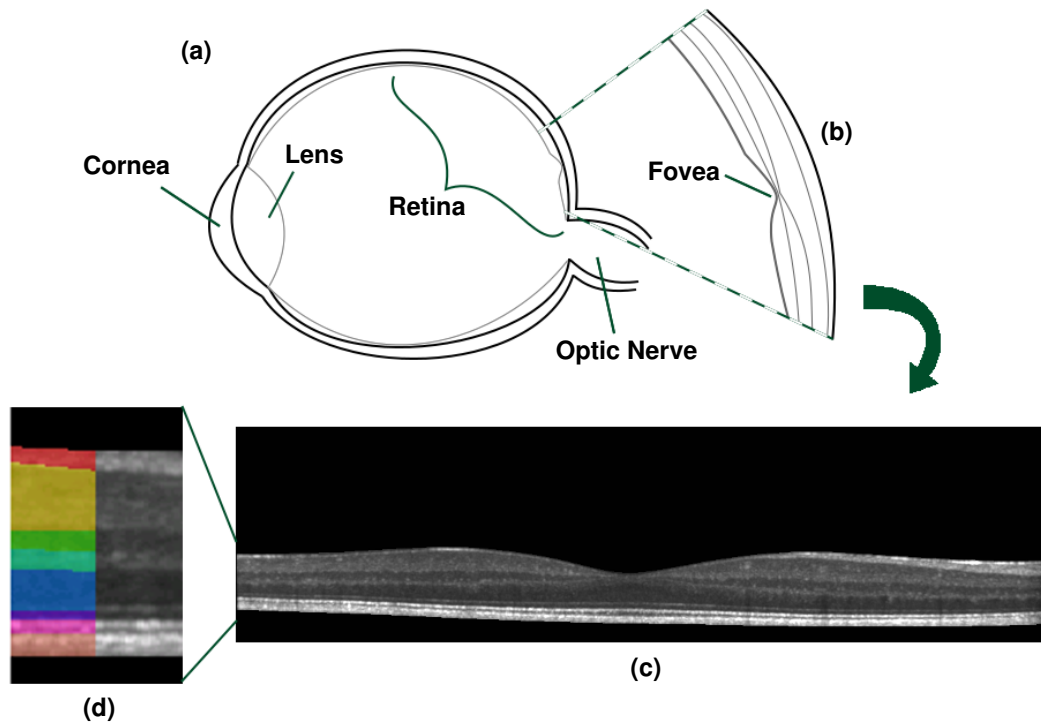 (a)
(b)
Lens
Cornea
Fovea
Retina
Optic Nerve
(c)
(d)